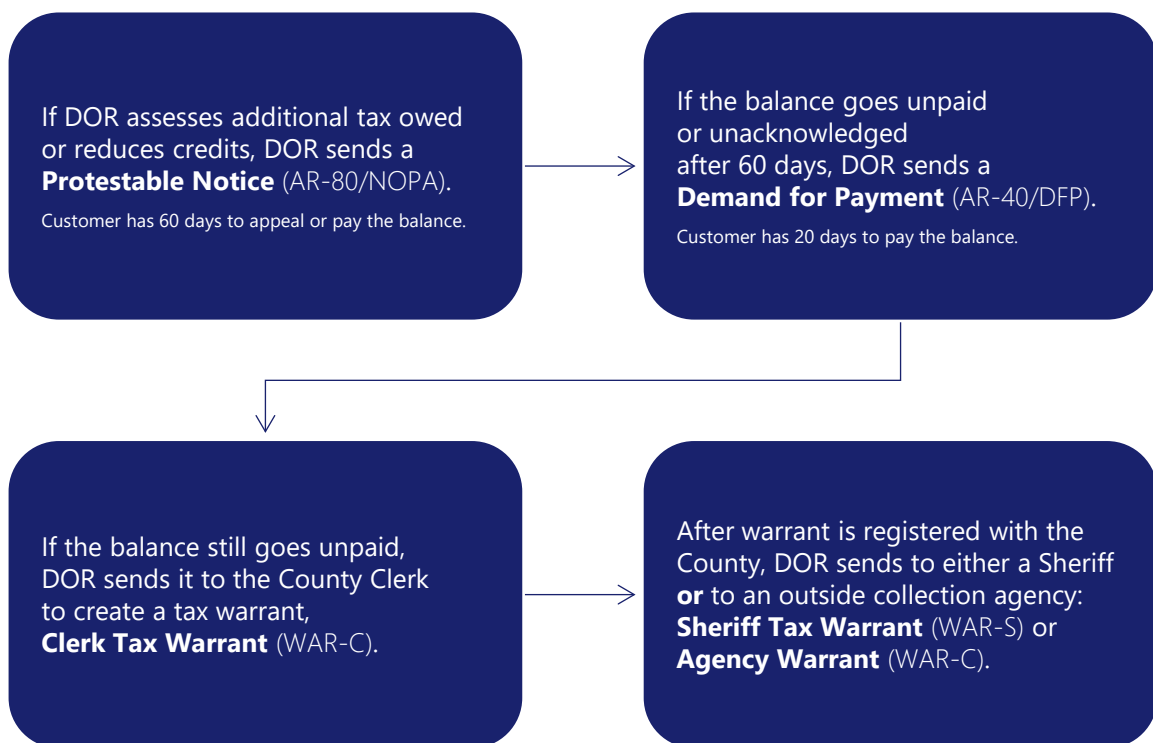 If DOR assesses additional tax owed
or reduces credits, DOR sends a
Protestable Notice (AR-80/NOPA).
Customer has 60 days to appeal or pay the balance.
If the balance goes unpaid
or unacknowledged
after 60 days, DOR sends a
Demand for Payment (AR-40/DFP).
Customer has 20 days to pay the balance.
If the balance still goes unpaid,
DOR sends it to the County Clerk
to create a tax warrant,
Clerk Tax Warrant (WAR-C).
After warrant is registered with the
County, DOR sends to either a Sheriff
or to an outside collection agency:
Sheriff Tax Warrant (WAR-S) or
Agency Warrant (WAR-C).